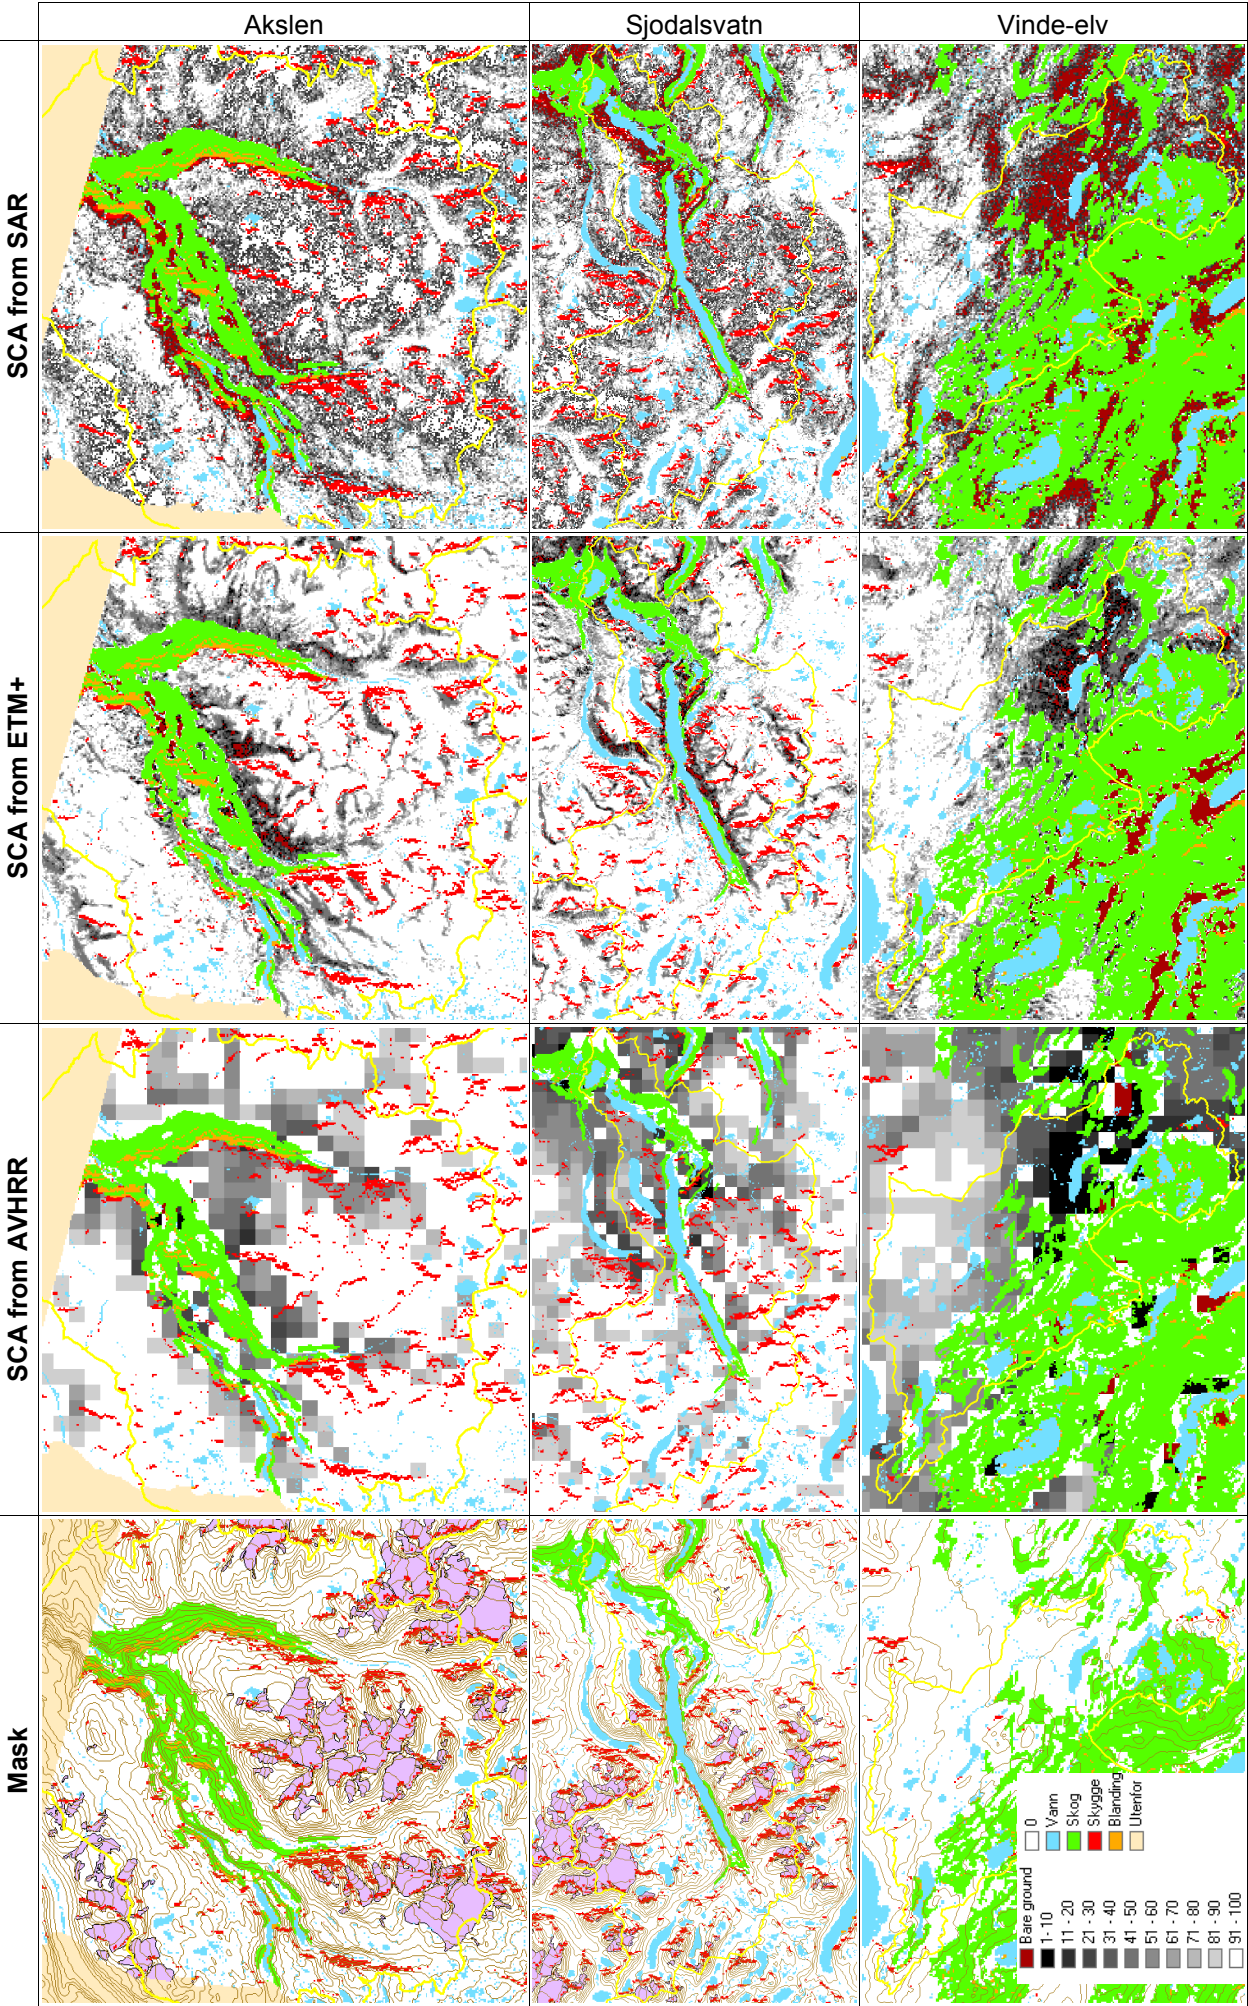 Akslen
Sjodalsvatn
Vinde-elv
SCA from SAR
SCA from ETM+
SCA from AVHRR
Mask
Bare ground
1 - 10
11 - 20
21 - 30
31 - 40
41 - 50
51 - 60
61 - 70
71 - 80
81 - 90
91 - 100
0
Vann
Skog
Skygge
Blanding
Utenfor